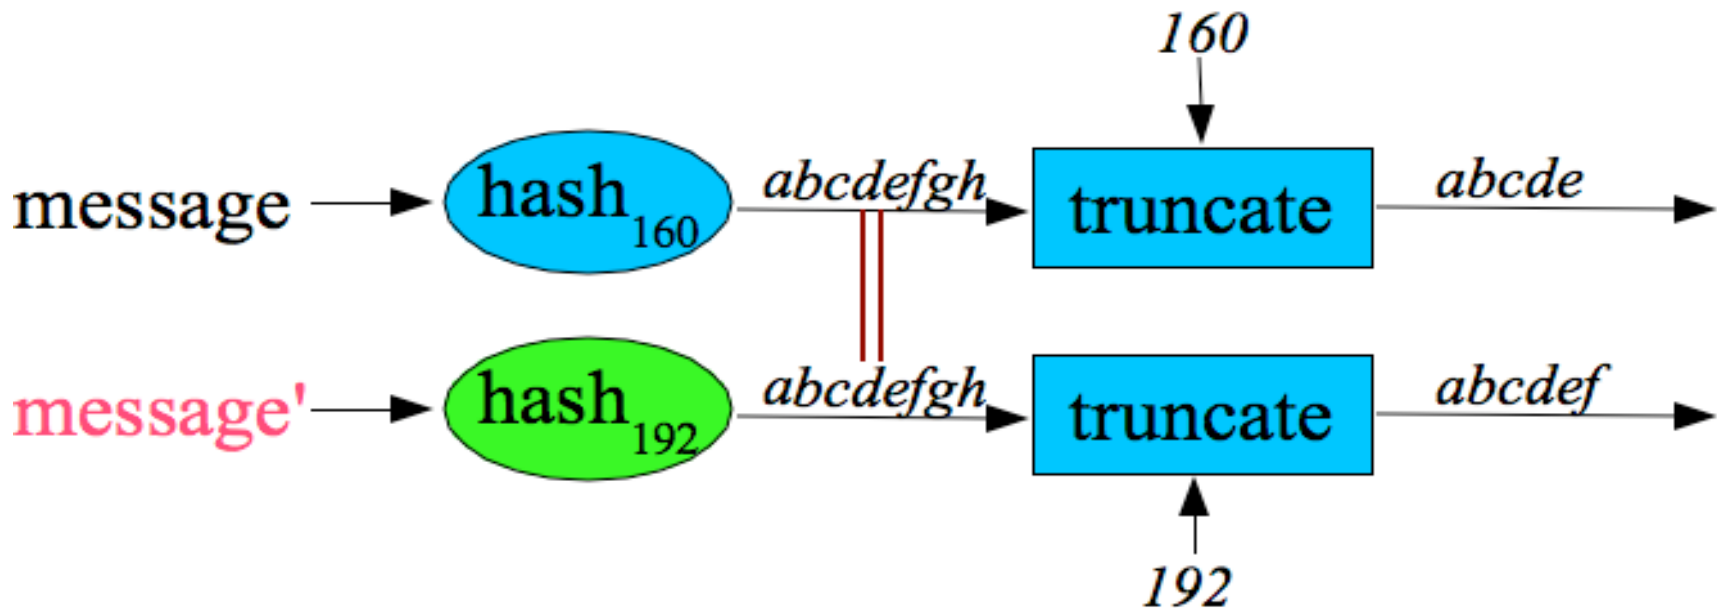 160
message hash160 abcdefgh truncate abcde
message' hash192 abcdefgh truncate abcdef
192